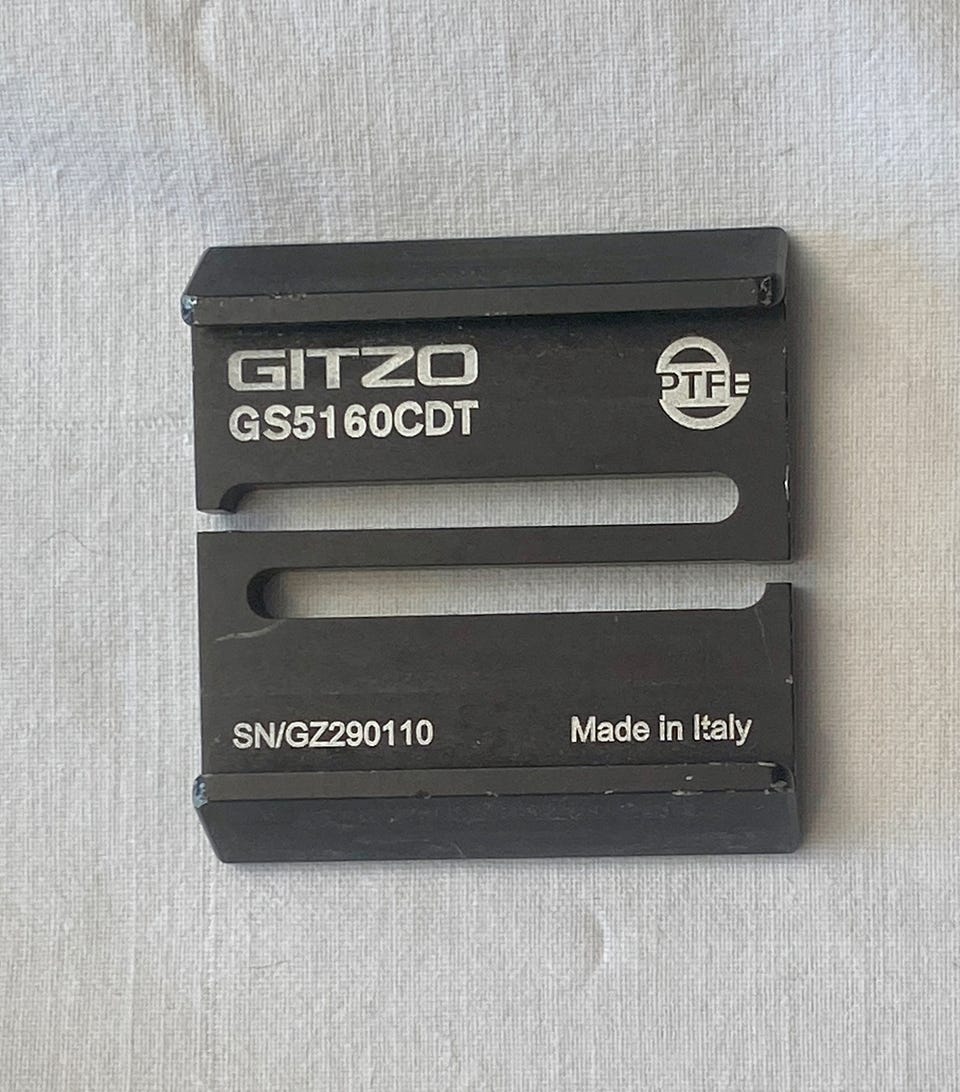 GITZO
GS5160CDT
PTFE
SN/GZ290110
Made in Italy